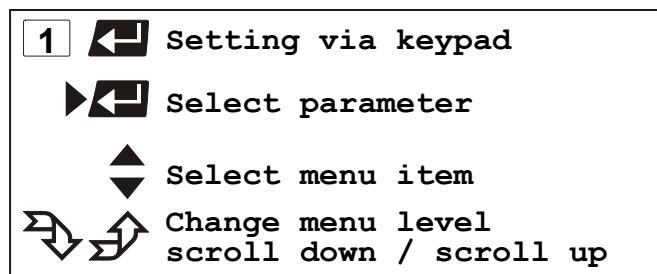 1 Setting via keypad
Select parameter
Select menu item
Change menu level
scroll down / scroll up